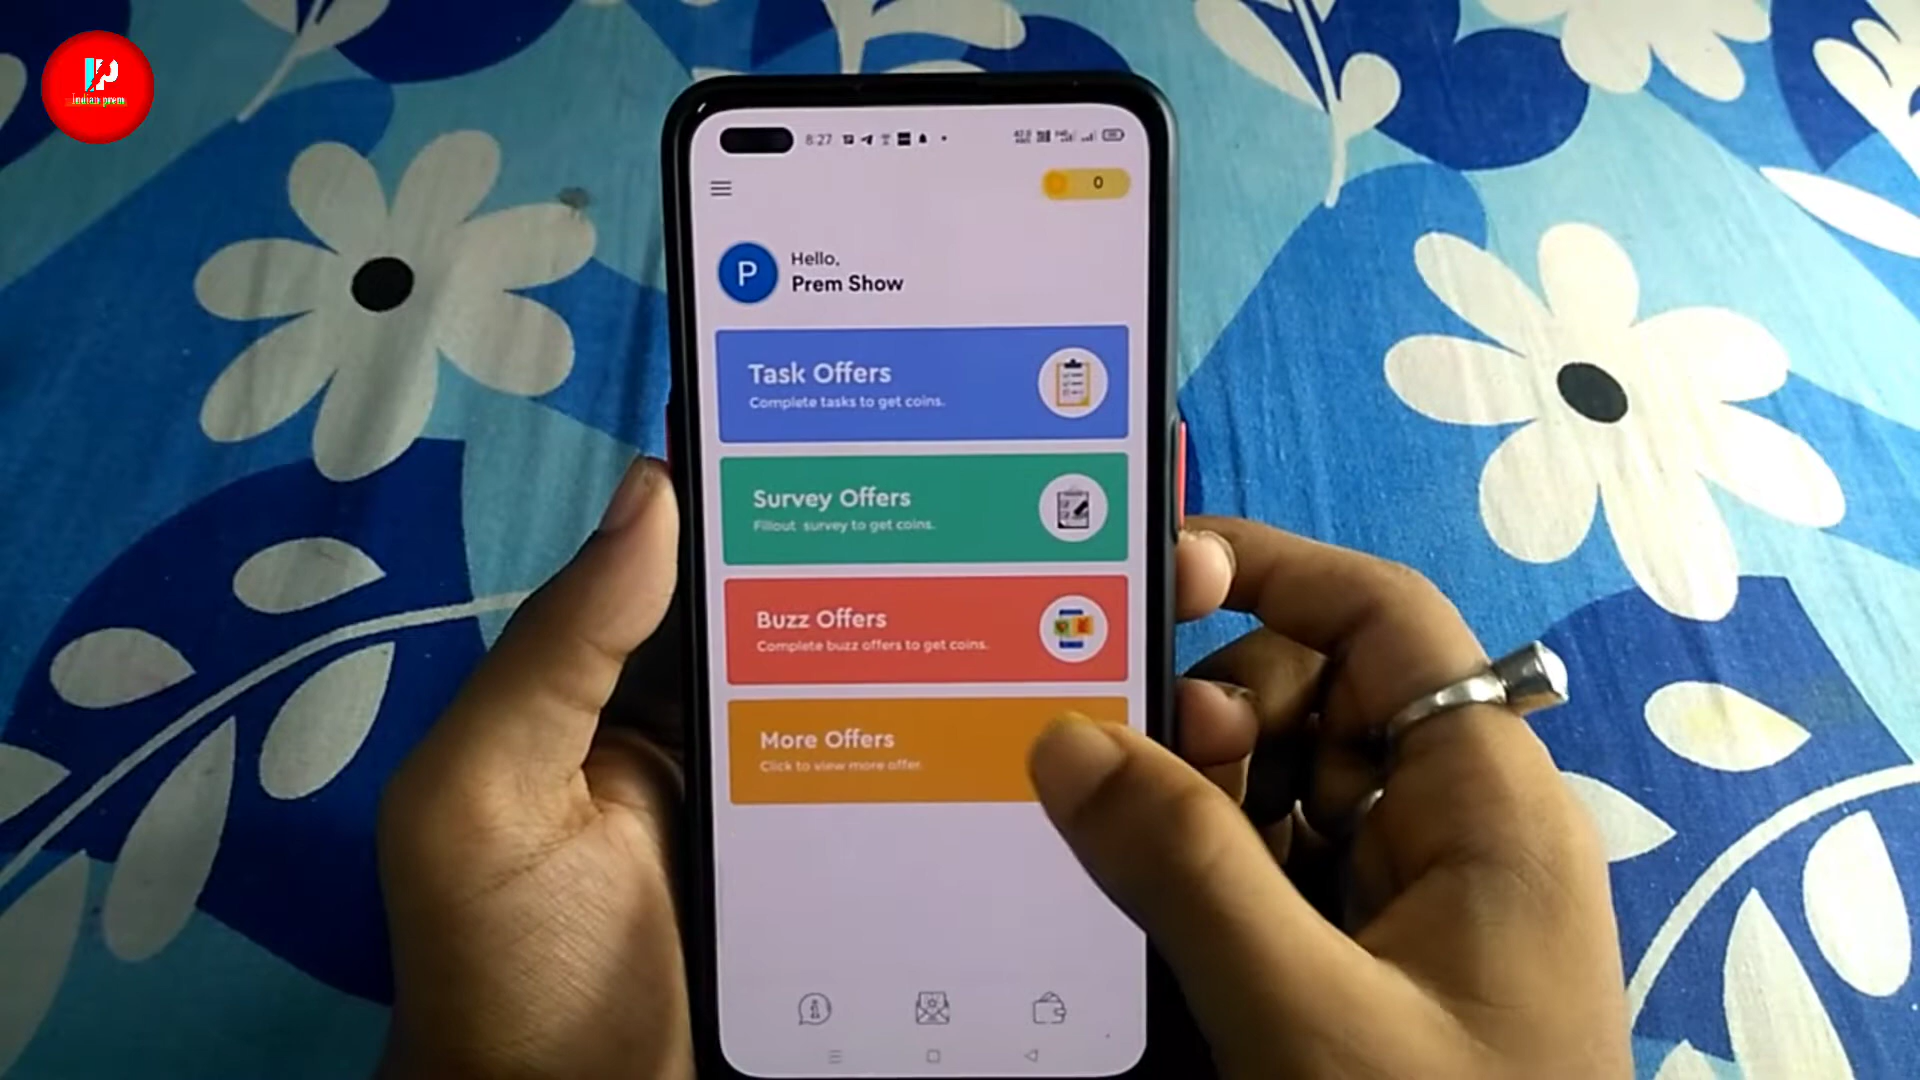 Indian prem
8:27
0
P
Hello,
Prem Show
Task Offers
Complete tasks to get coins.
Survey Offers
Fillout survey to get coins.
Buzz Offers
Complete buzz offers to get coins.
More Offers
Click to view more offer.